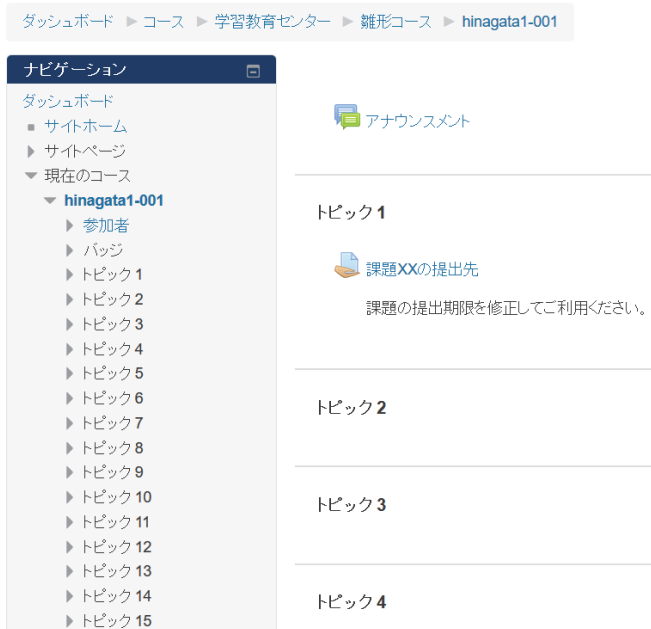 ダッシュボード ▶ コース ▶ 学習教育センター ▶ 雛形コース ▶ hinagata1-001
ナビゲーション
ダッシュボード
サイトホーム
サイトページ
現在のコース
hinagata1-001
参加者
バッジ
トピック 1
トピック 2
トピック 3
トピック 4
トピック 5
トピック 6
トピック 7
トピック 8
トピック 9
トピック 10
トピック 11
トピック 12
トピック 13
トピック 14
トピック 15
アナウンスメント
トピック 1
課題XXの提出先
課題の提出期限を修正してご利用ください。
トピック 2
トピック 3
トピック 4